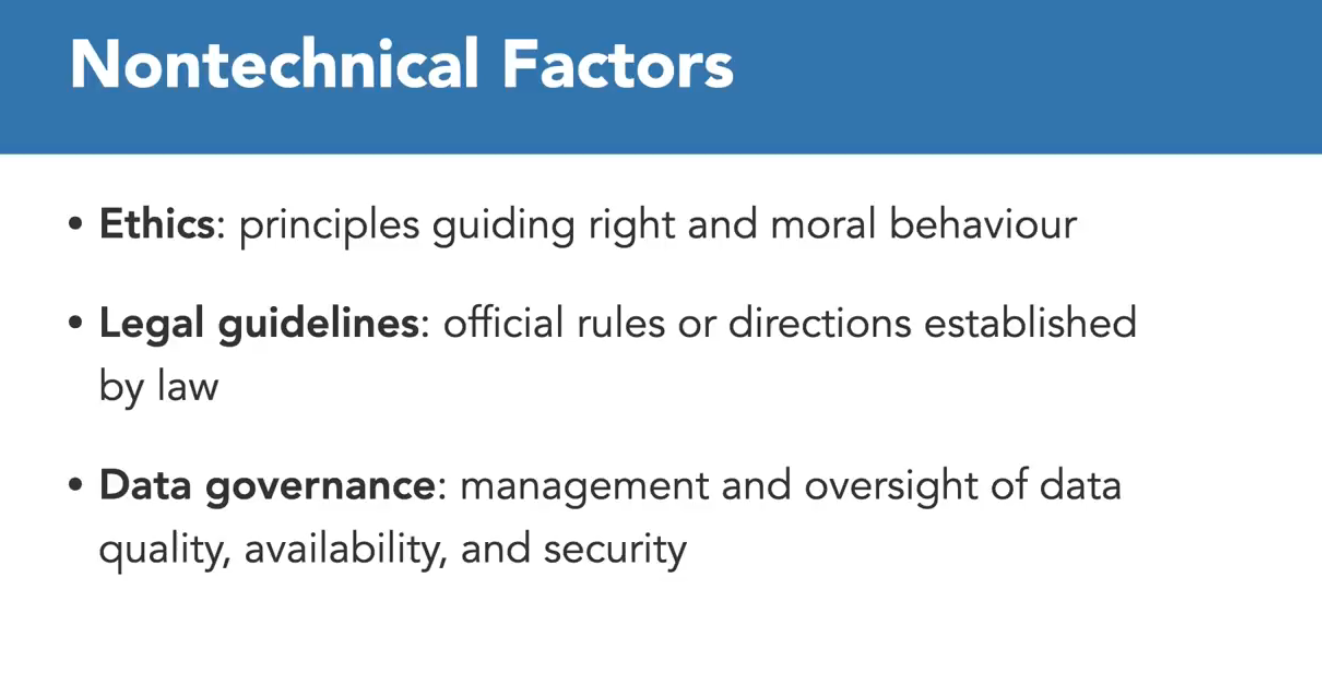 Nontechnical Factors
• Ethics: principles guiding right and moral behaviour
• Legal guidelines: official rules or directions established
by law
• Data governance: management and oversight of data
quality, availability, and security